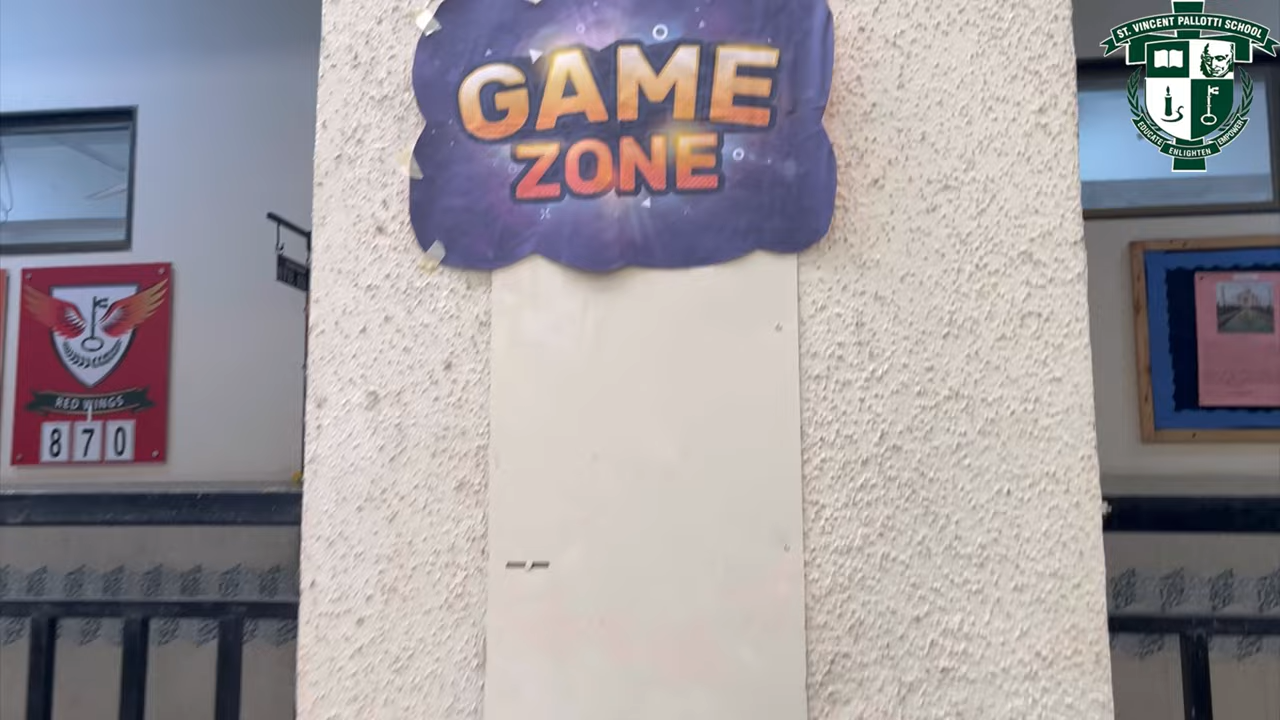 GAME
ZONE
RED WINGS
870
ST. VINCENT PALLOTTI SCHOOL
EDUCATE ENLIGHTEN EMPOWER